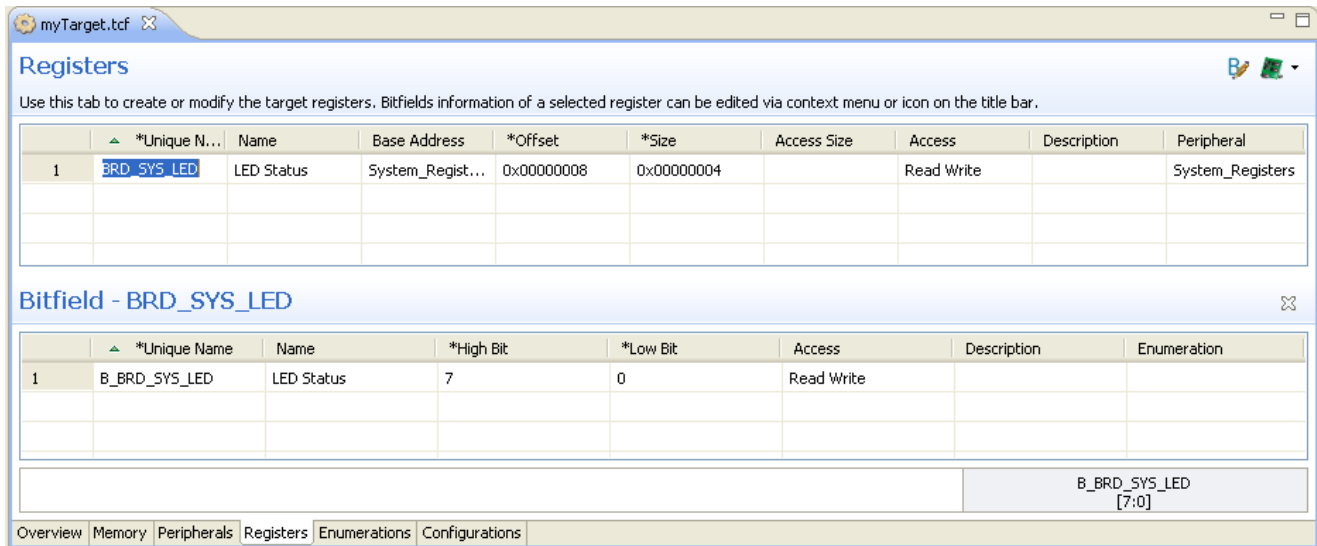 myTarget.tcf
Registers
Use this tab to create or modify the target registers. Bitfields information of a selected register can be edited via context menu or icon on the title bar.
*Unique N... Name Base Address *Offset *Size Access Size Access Description Peripheral
1 BRD_SYS_LED LED Status System_Regist... 0x00000008 0x00000004 Read Write System_Registers
Bitfield - BRD_SYS_LED
*Unique Name Name *High Bit *Low Bit Access Description Enumeration
1 B_BRD_SYS_LED LED Status 7 0 Read Write
B_BRD_SYS_LED
[7:0]
Overview Memory Peripherals Registers Enumerations Configurations